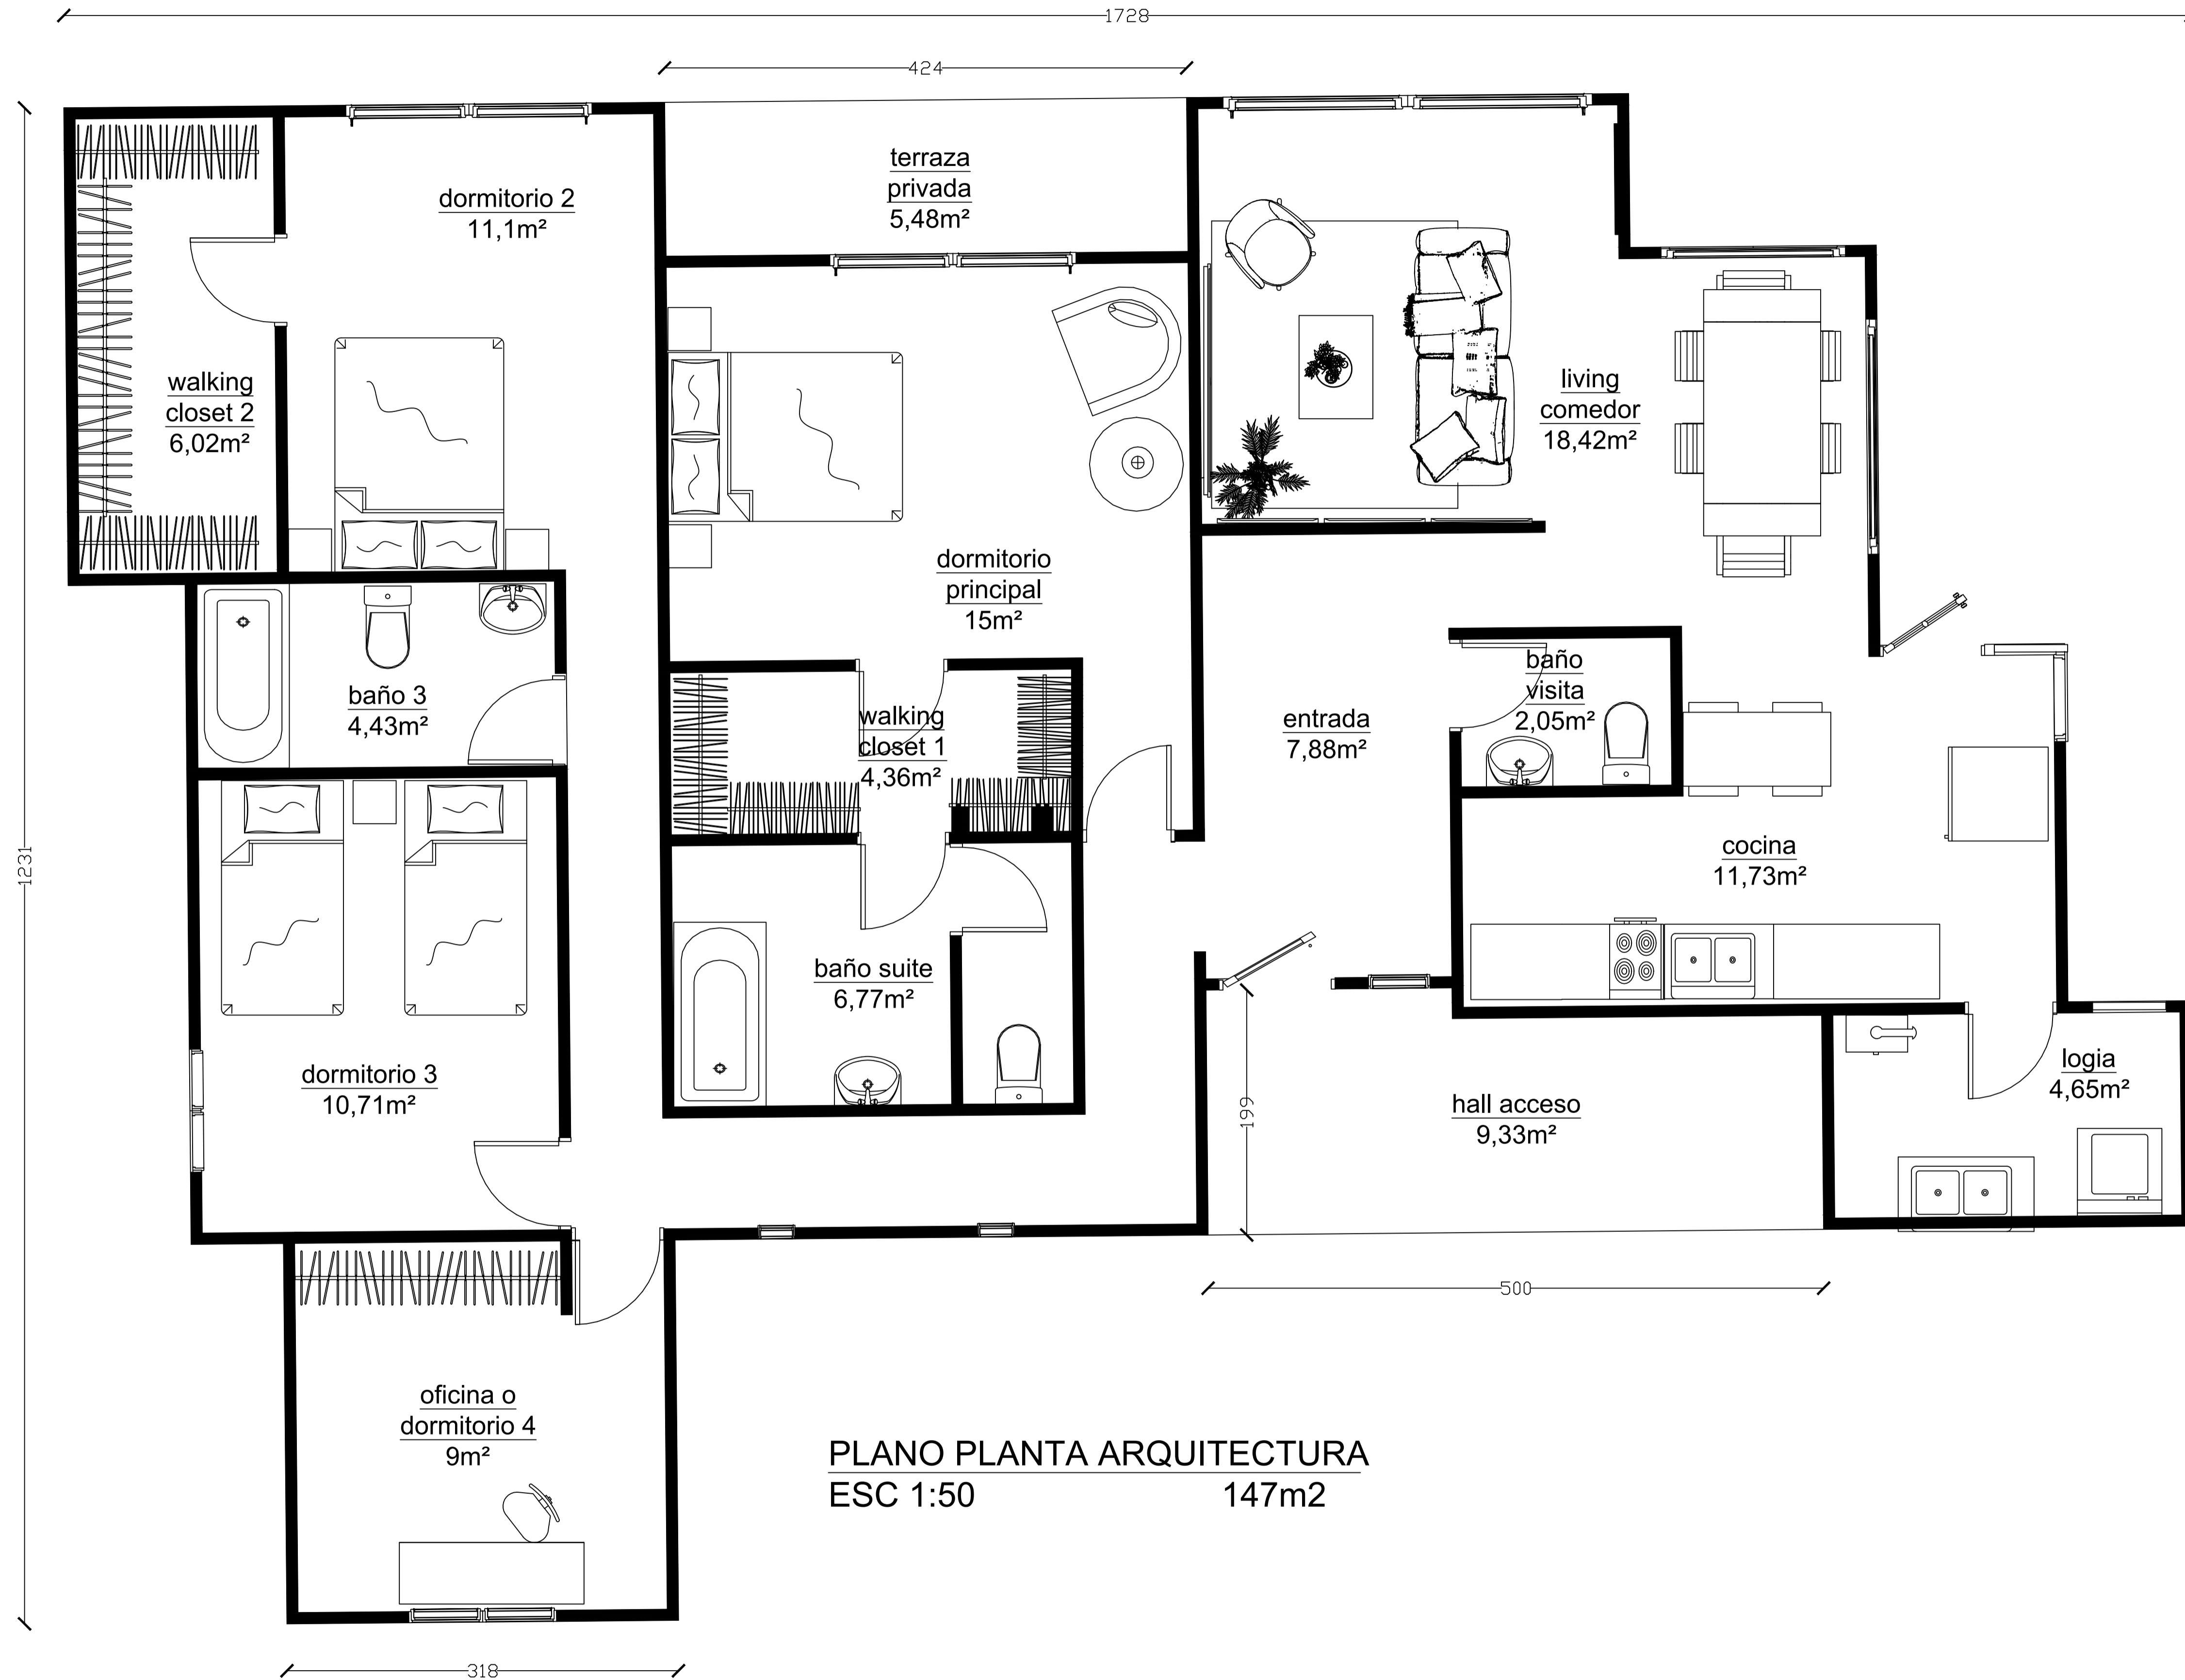 1728
424
terraza
privada
5,48m²
dormitorio 2
11,1m²
walking
closet 2
6,02m²
living
comedor
18,42m²
dormitorio
principal
15m²
baño 3
4,43m²
walking
closet 1
4,36m²
entrada
7,88m²
baño
visita
2,05m²
cocina
11,73m²
1231
baño suite
6,77m²
dormitorio 3
10,71m²
199
hall acceso
9,33m²
logia
4,65m²
500
oficina o
dormitorio 4
9m²
PLANO PLANTA ARQUITECTURA
ESC 1:50 147m2
318